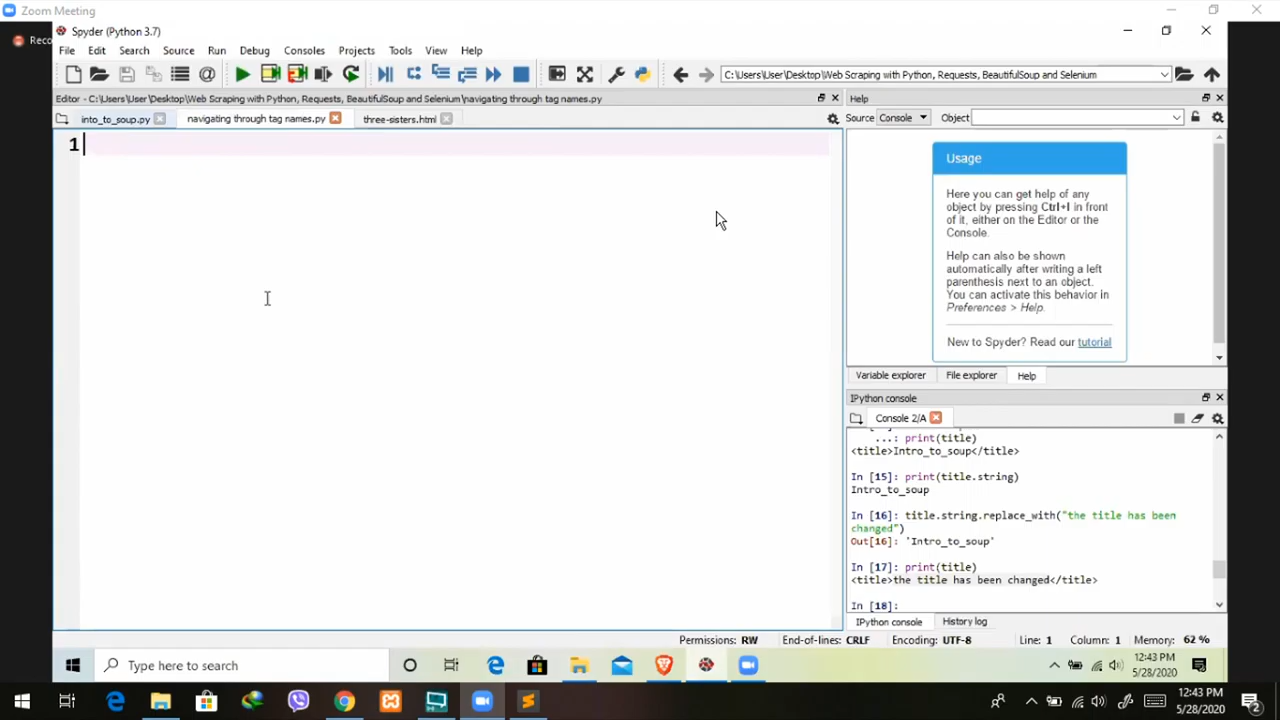 Zoom Meeting
Reco
Spyder (Python 3.7)
File Edit Search Source Run Debug Consoles Projects Tools View Help
C:\Users\User\Desktop\Web Scraping with Python, Requests, BeautifulSoup and Selenium
Editor - C:\Users\User\Desktop\Web Scraping with Python, Requests, BeautifulSoup and Selenium\navigating through tag names.py
into_to_soup.py navigating through tag names.py three-sisters.html
1
Help
Source Console Object
Usage
Here you can get help of any
object by pressing Ctrl+I in front
of it, either on the Editor or the
Console.
Help can also be shown
automatically after writing a left
parenthesis next to an object.
You can activate this behavior in
Preferences > Help.
New to Spyder? Read our tutorial
Variable explorer File explorer Help
IPython console
Console 2/A
...: print(title)
<title>Intro_to_soup</title>
In [15]: print(title.string)
Intro_to_soup
In [16]: title.string.replace_with("the title has been
changed")
Out[16]: 'Intro_to_soup'
In [17]: print(title)
<title>the title has been changed</title>
In [18]:
IPython console History log
Permissions: RW End-of-lines: CRLF Encoding: UTF-8 Line: 1 Column: 1 Memory: 62 %
Type here to search
12:43 PM
5/28/2020
12:43 PM
5/28/2020
2